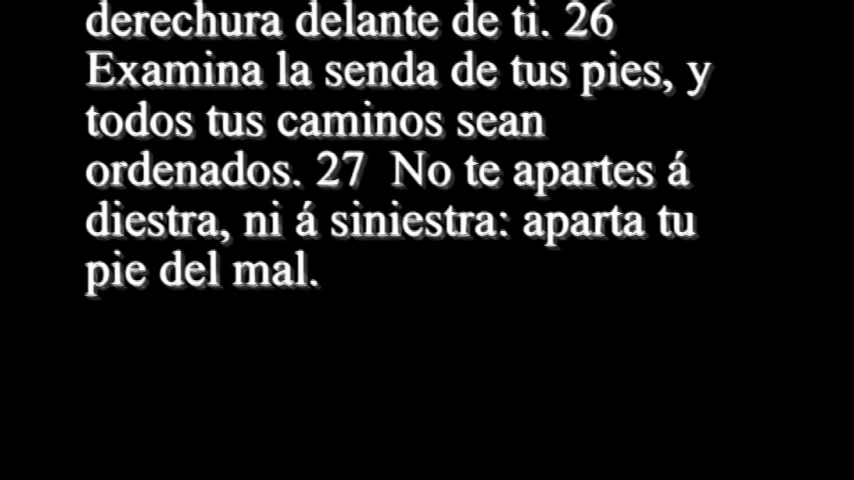 derechura delante de ti. 26
Examina la senda de tus pies, y
todos tus caminos sean
ordenados. 27  No te apartes á
diestra, ni á siniestra: aparta tu
pie del mal.